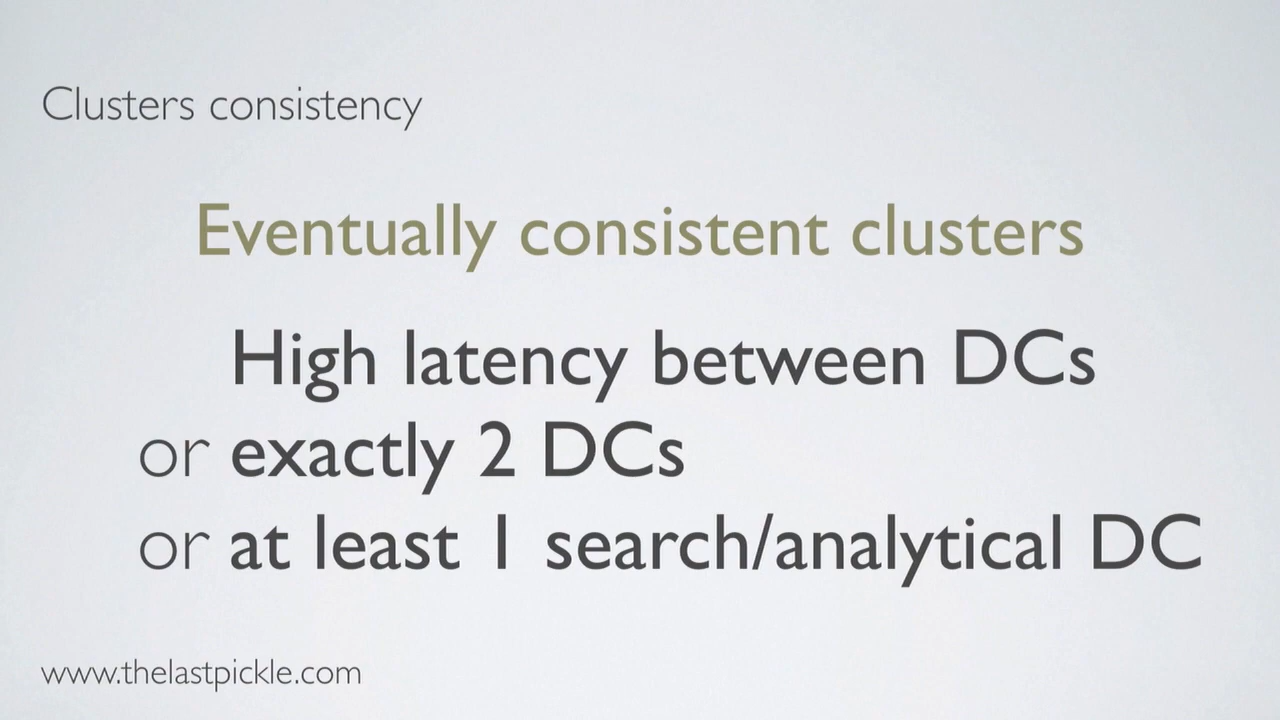 Clusters consistency
Eventually consistent clusters
High latency between DCs
or exactly 2 DCs
or at least 1 search/analytical DC
www.thelastpickle.com